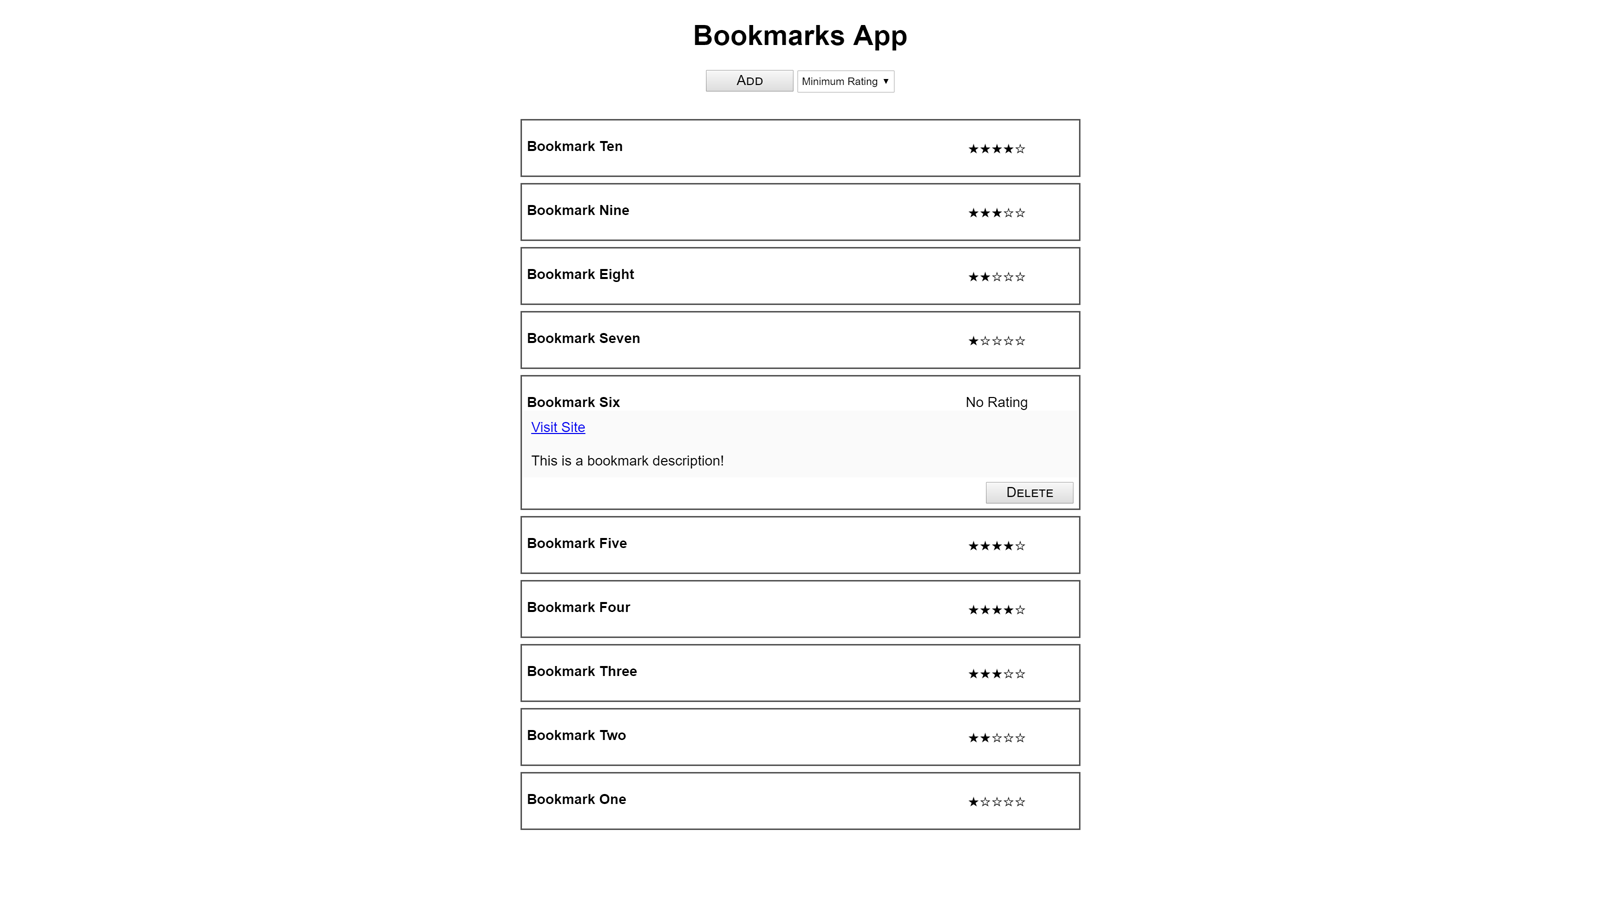 Bookmarks App
ADD Minimum Rating ▼
Bookmark Ten ★★★★☆
Bookmark Nine ★★★☆☆
Bookmark Eight ★★☆☆☆
Bookmark Seven ★☆☆☆☆
Bookmark Six No Rating
Visit Site
This is a bookmark description!
DELETE
Bookmark Five ★★★★☆
Bookmark Four ★★★★☆
Bookmark Three ★★★☆☆
Bookmark Two ★★☆☆☆
Bookmark One ★☆☆☆☆